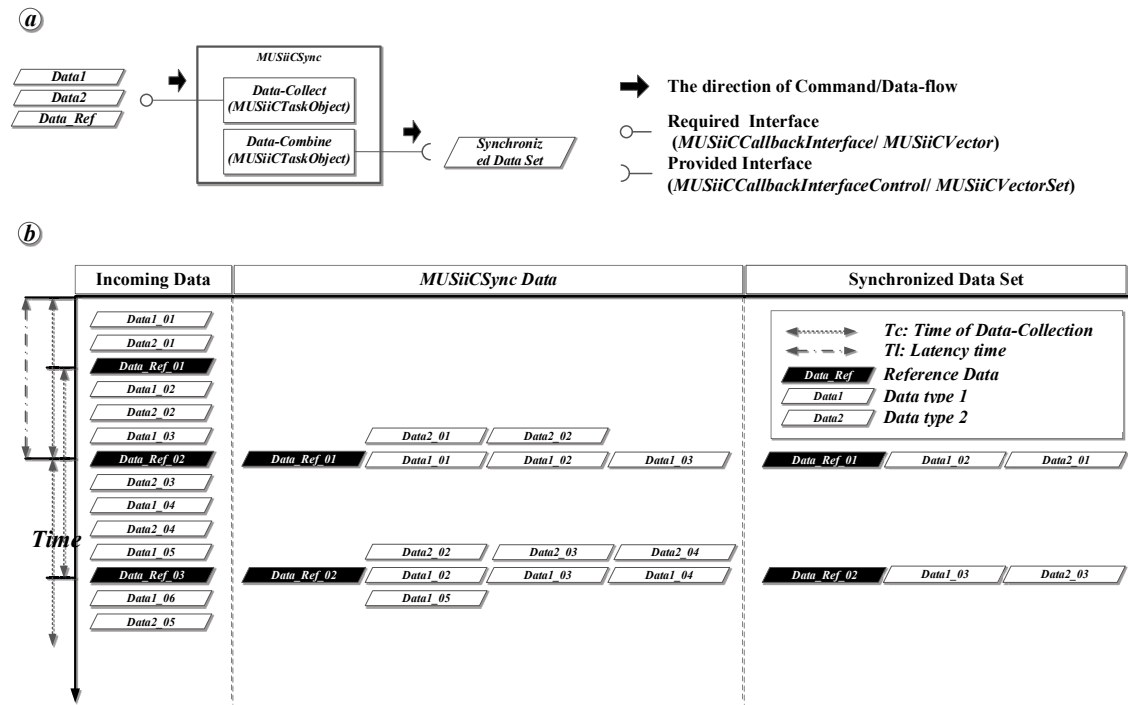 a
MUSiiCSync
Data1
Data2
Data_Ref
Data-Collect
(MUSiiCTaskObject)
Data-Combine
(MUSiiCTaskObject)
Synchroniz
ed Data Set
The direction of Command/Data-flow
Required Interface
(MUSiiCCallbackInterface/ MUSiiCVector)
Provided Interface
(MUSiiCCallbackInterfaceControl/ MUSiiCVectorSet)
b
Incoming Data MUSiiCSync Data Synchronized Data Set
Data1_01
Data2_01
Data_Ref_01
Data1_02
Data2_02
Data1_03
Data_Ref_02
Data2_03
Data1_04
Data2_04
Data1_05
Data_Ref_03
Data1_06
Data2_05
Time
Data2_01 Data2_02
Data_Ref_01 Data1_01 Data1_02 Data1_03
Data2_02 Data2_03 Data2_04
Data_Ref_02 Data1_02 Data1_03 Data1_04
Data1_05
Tc: Time of Data-Collection
Tl: Latency time
Data_Ref Reference Data
Data1 Data type 1
Data2 Data type 2
Data_Ref_01 Data1_02 Data2_01
Data_Ref_02 Data1_03 Data2_03